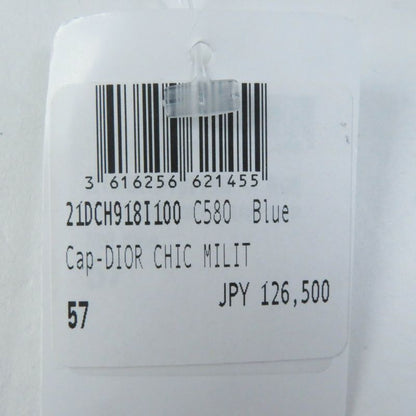 3 616256 621455
21DCH918I100 C580 Blue
Cap-DIOR CHIC MILIT
JPY 126,500
57